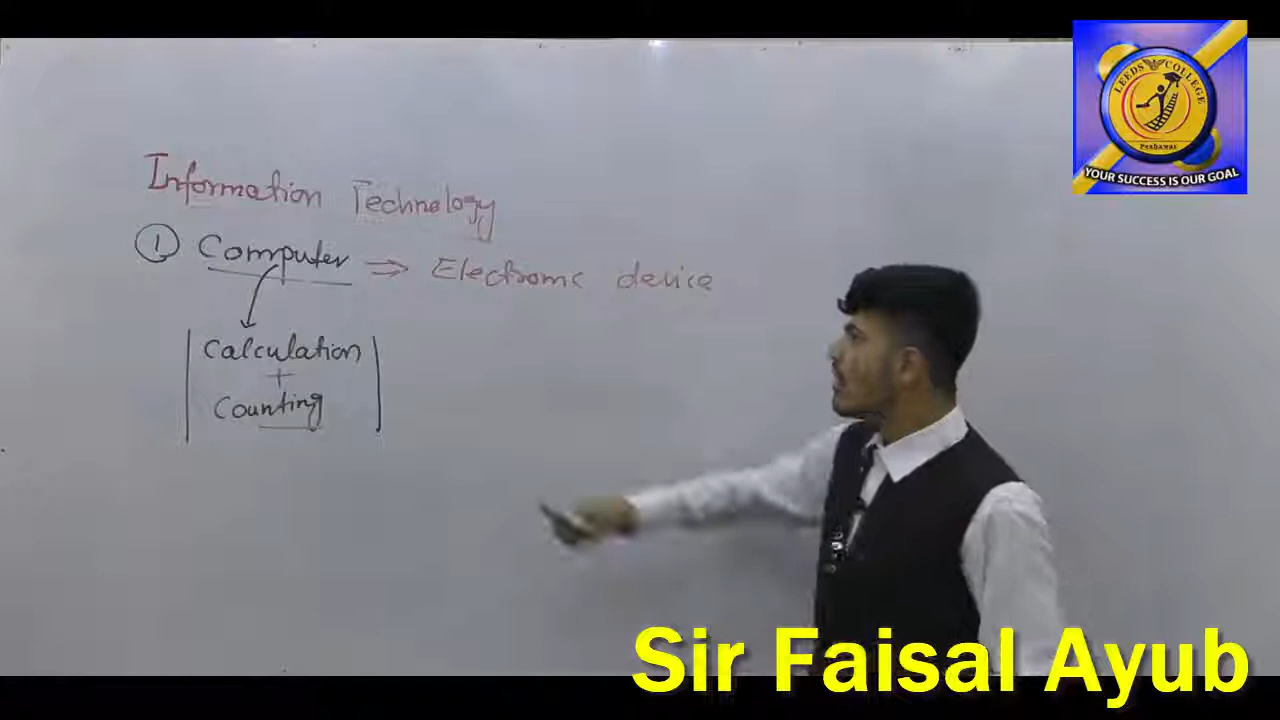 LEEDS COLLEGE
Peshawar
YOUR SUCCESS IS OUR GOAL
Information Technology
① Computer ⇒ Electronic device
Calculation
+
Counting
Sir Faisal Ayub